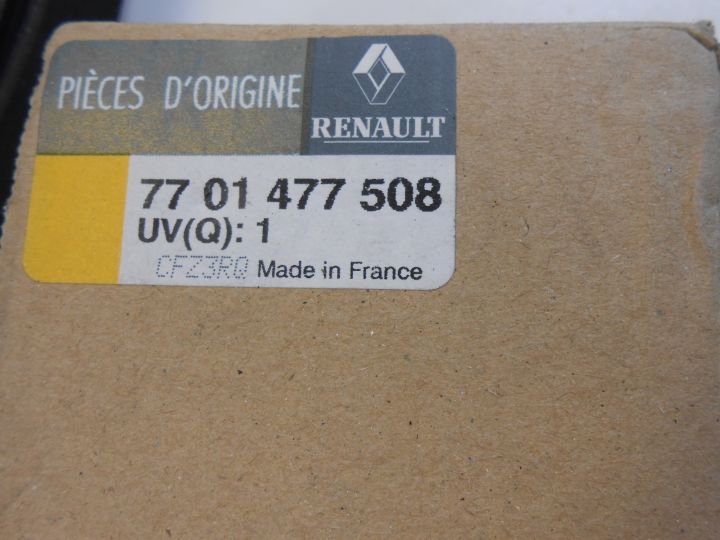 PIÈCES D'ORIGINE
RENAULT
77 01 477 508
UV(Q): 1
CFZ3RQ Made in France